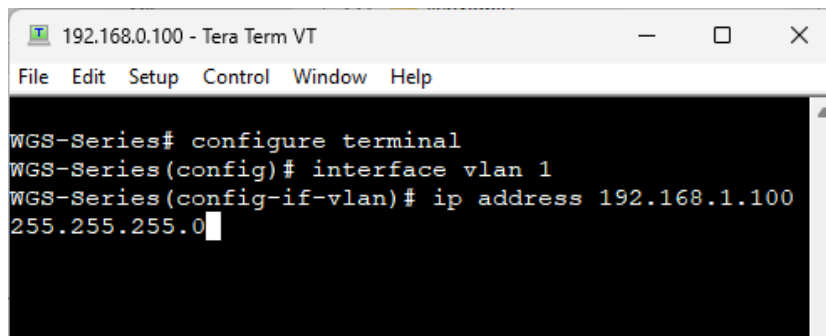 192.168.0.100 - Tera Term VT
File Edit Setup Control Window Help
WGS-Series# configure terminal
WGS-Series(config)# interface vlan 1
WGS-Series(config-if-vlan)# ip address 192.168.1.100
255.255.255.0